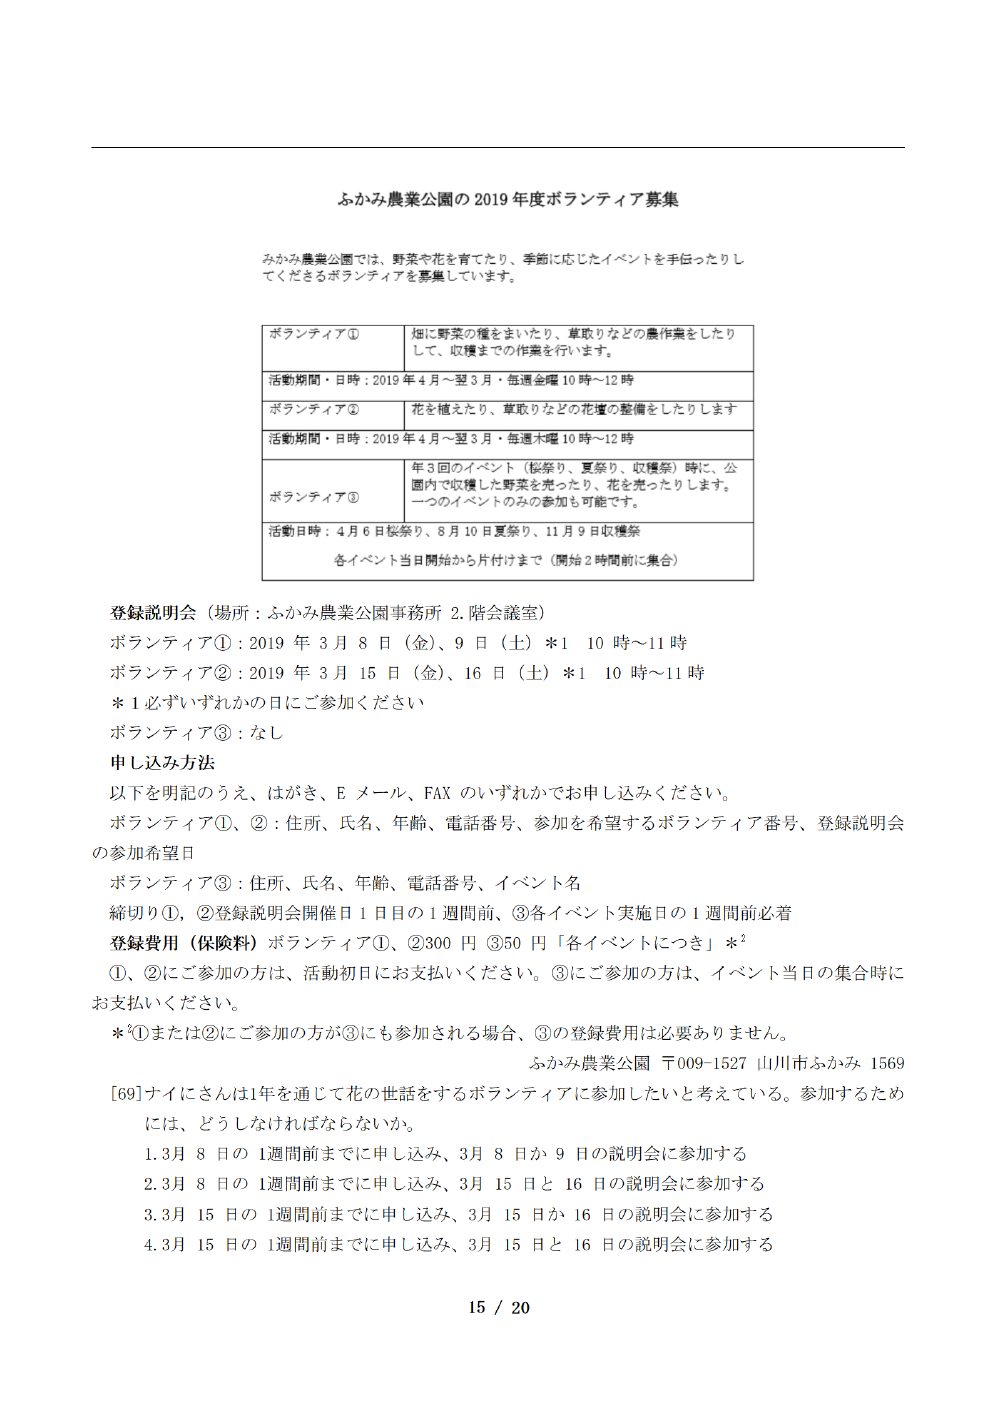 ふかみ農業公園の 2019 年度ボランティア募集
みかみ農業公園では、野菜や花を育てたり、季節に応じたイベントを手伝ったりし
てくださるボランティアを募集しています。
ボランティア① 畑に野菜の種をまいたり、草取りなどの農作業をしたり
して、収穫までの作業を行います。
活動期間・日時：2019 年 4 月～翌 3 月・毎週金曜 10 時～12 時
ボランティア② 花を植えたり、草取りなどの花壇の整備をしたりします
活動期間・日時：2019 年 4 月～翌 3 月・毎週木曜 10 時～12 時
年 3 回のイベント（桜祭り、夏祭り、収穫祭）時に、公
園内で収穫した野菜を売ったり、花を売ったりします。
ボランティア③
一つのイベントのみの参加も可能です。
活動日時：4 月 6 日桜祭り、8 月 10 日夏祭り、11 月 9 日収穫祭
各イベント当日開始から片付けまで（開始 2 時間前に集合）
登録説明会（場所：ふかみ農業公園事務所 2.階会議室）
ボランティア①：2019 年 3 月 8 日（金）、9 日（土）＊1 10 時～11 時
ボランティア②：2019 年 3 月 15 日（金）、16 日（土）＊1 10 時～11 時
＊１必ずいずれかの日にご参加ください
ボランティア③：なし
申し込み方法
以下を明記のうえ、はがき、E メール、FAX のいずれかでお申し込みください。
ボランティア①、②：住所、氏名、年齢、電話番号、参加を希望するボランティア番号、登録説明会
の参加希望日
ボランティア③：住所、氏名、年齢、電話番号、イベント名
締切り①，②登録説明会開催日１日目の１週間前、③各イベント実施日の１週間前必着
登録費用（保険料）ボランティア①、②300 円 ③50 円「各イベントにつき」＊²
①、②にご参加の方は、活動初日にお支払いください。③にご参加の方は、イベント当日の集合時に
お支払いください。
＊²①または②にご参加の方が③にも参加される場合、③の登録費用は必要ありません。
ふかみ農業公園 〒009-1527 山川市ふかみ 1569
[69]ナイにさんは1年を通じて花の世話をするボランティアに参加したいと考えている。参加するため
には、どうしなければならないか。
1.3月 8 日の 1週間前までに申し込み、3月 8 日か 9 日の説明会に参加する
2.3月 8 日の 1週間前までに申し込み、3月 15 日と 16 日の説明会に参加する
3.3月 15 日の 1週間前までに申し込み、3月 15 日か 16 日の説明会に参加する
4.3月 15 日の 1週間前までに申し込み、3月 15 日と 16 日の説明会に参加する
15 / 20